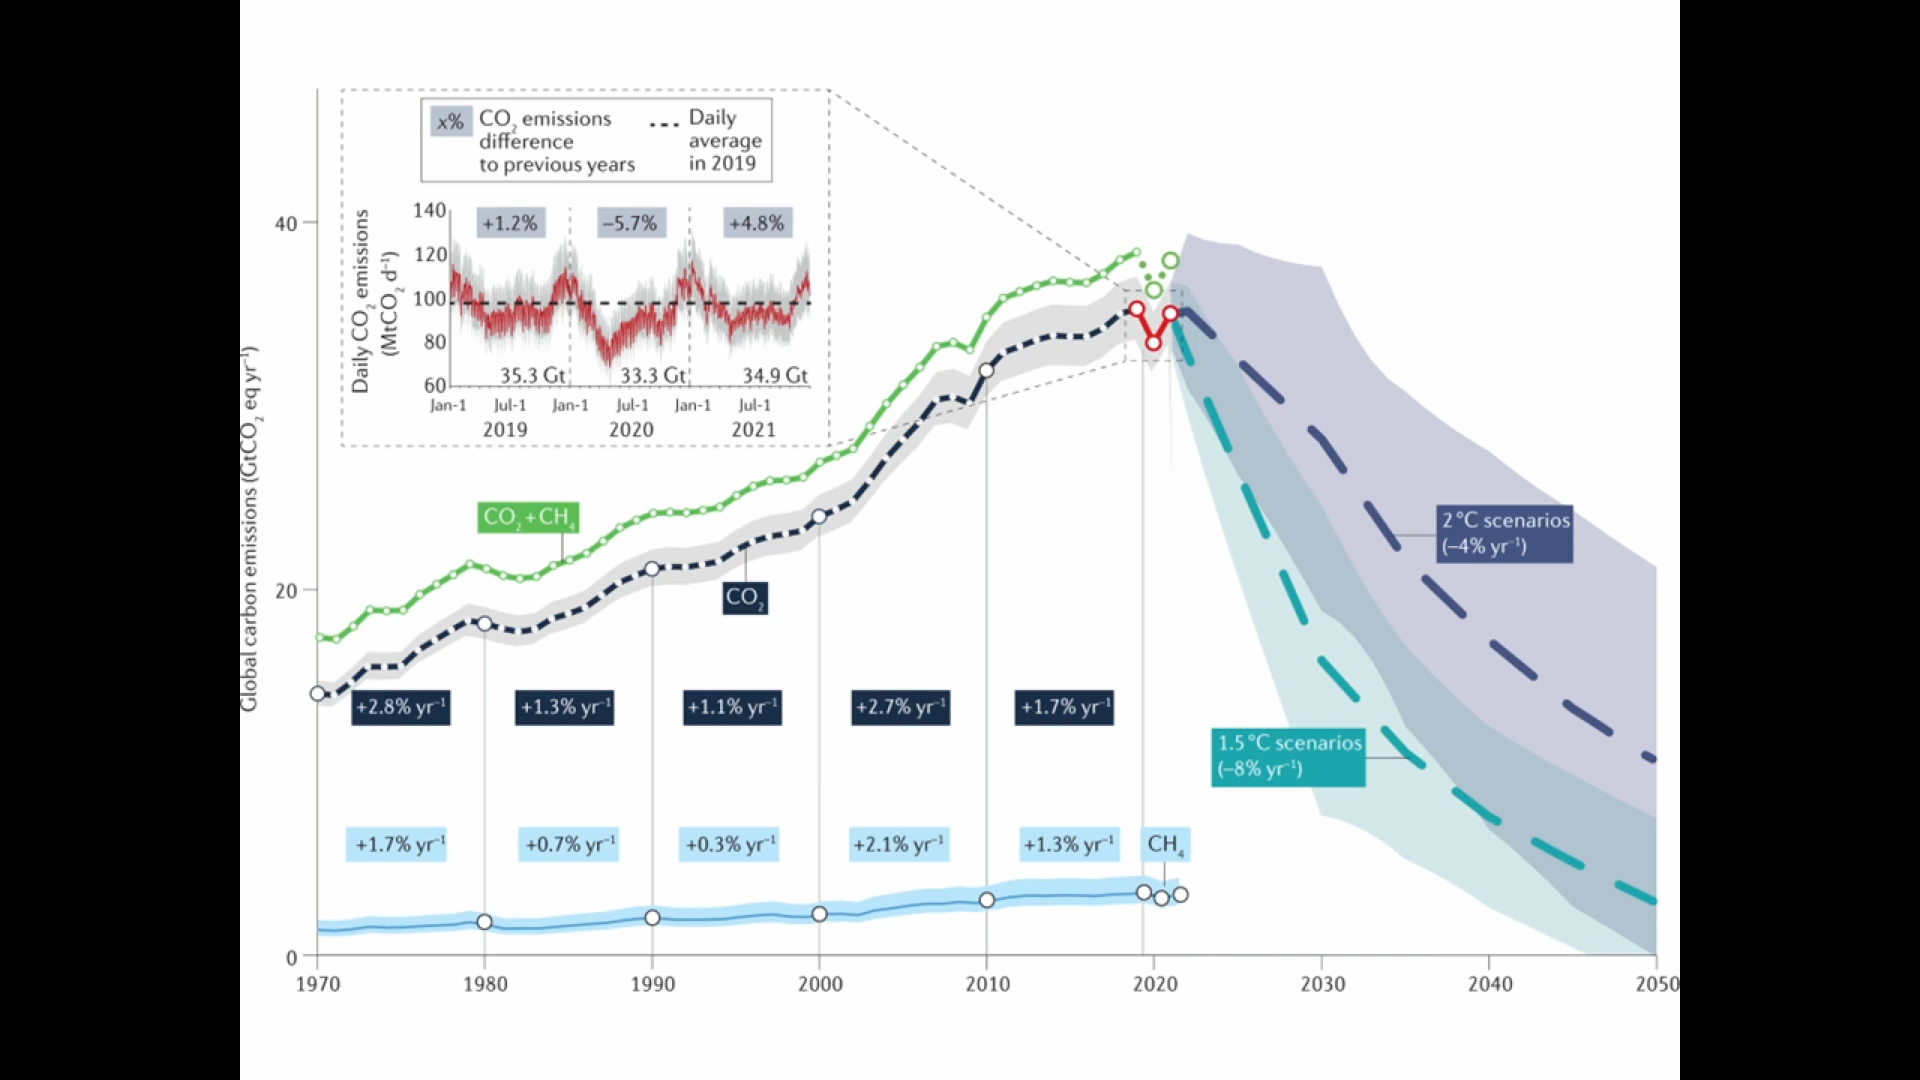 x%
CO₂ emissions
difference
to previous years
Daily
average
in 2019
Daily CO₂ emissions
(MtCO₂ d⁻¹)
140
120
100
80
60
+1.2%
–5.7%
+4.8%
35.3 Gt
33.3 Gt
34.9 Gt
Jan-1
Jul-1
Jan-1
Jul-1
Jan-1
Jul-1
2019
2020
2021
Global carbon emissions (GtCO₂ eq yr⁻¹)
40
20
0
CO₂ + CH₄
CO₂
2 °C scenarios
(–4% yr⁻¹)
+2.8% yr⁻¹
+1.3% yr⁻¹
+1.1% yr⁻¹
+2.7% yr⁻¹
+1.7% yr⁻¹
1.5 °C scenarios
(–8% yr⁻¹)
+1.7% yr⁻¹
+0.7% yr⁻¹
+0.3% yr⁻¹
+2.1% yr⁻¹
+1.3% yr⁻¹
CH₄
1970
1980
1990
2000
2010
2020
2030
2040
2050